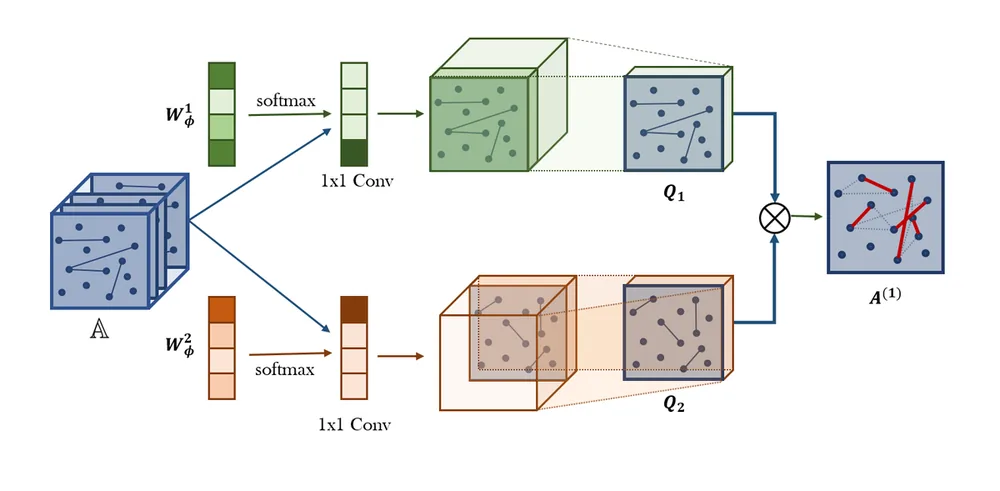 W¹ᵩ
softmax
1x1 Conv
Q₁
𝔸
A⁽¹⁾
W²ᵩ
softmax
1x1 Conv
Q₂